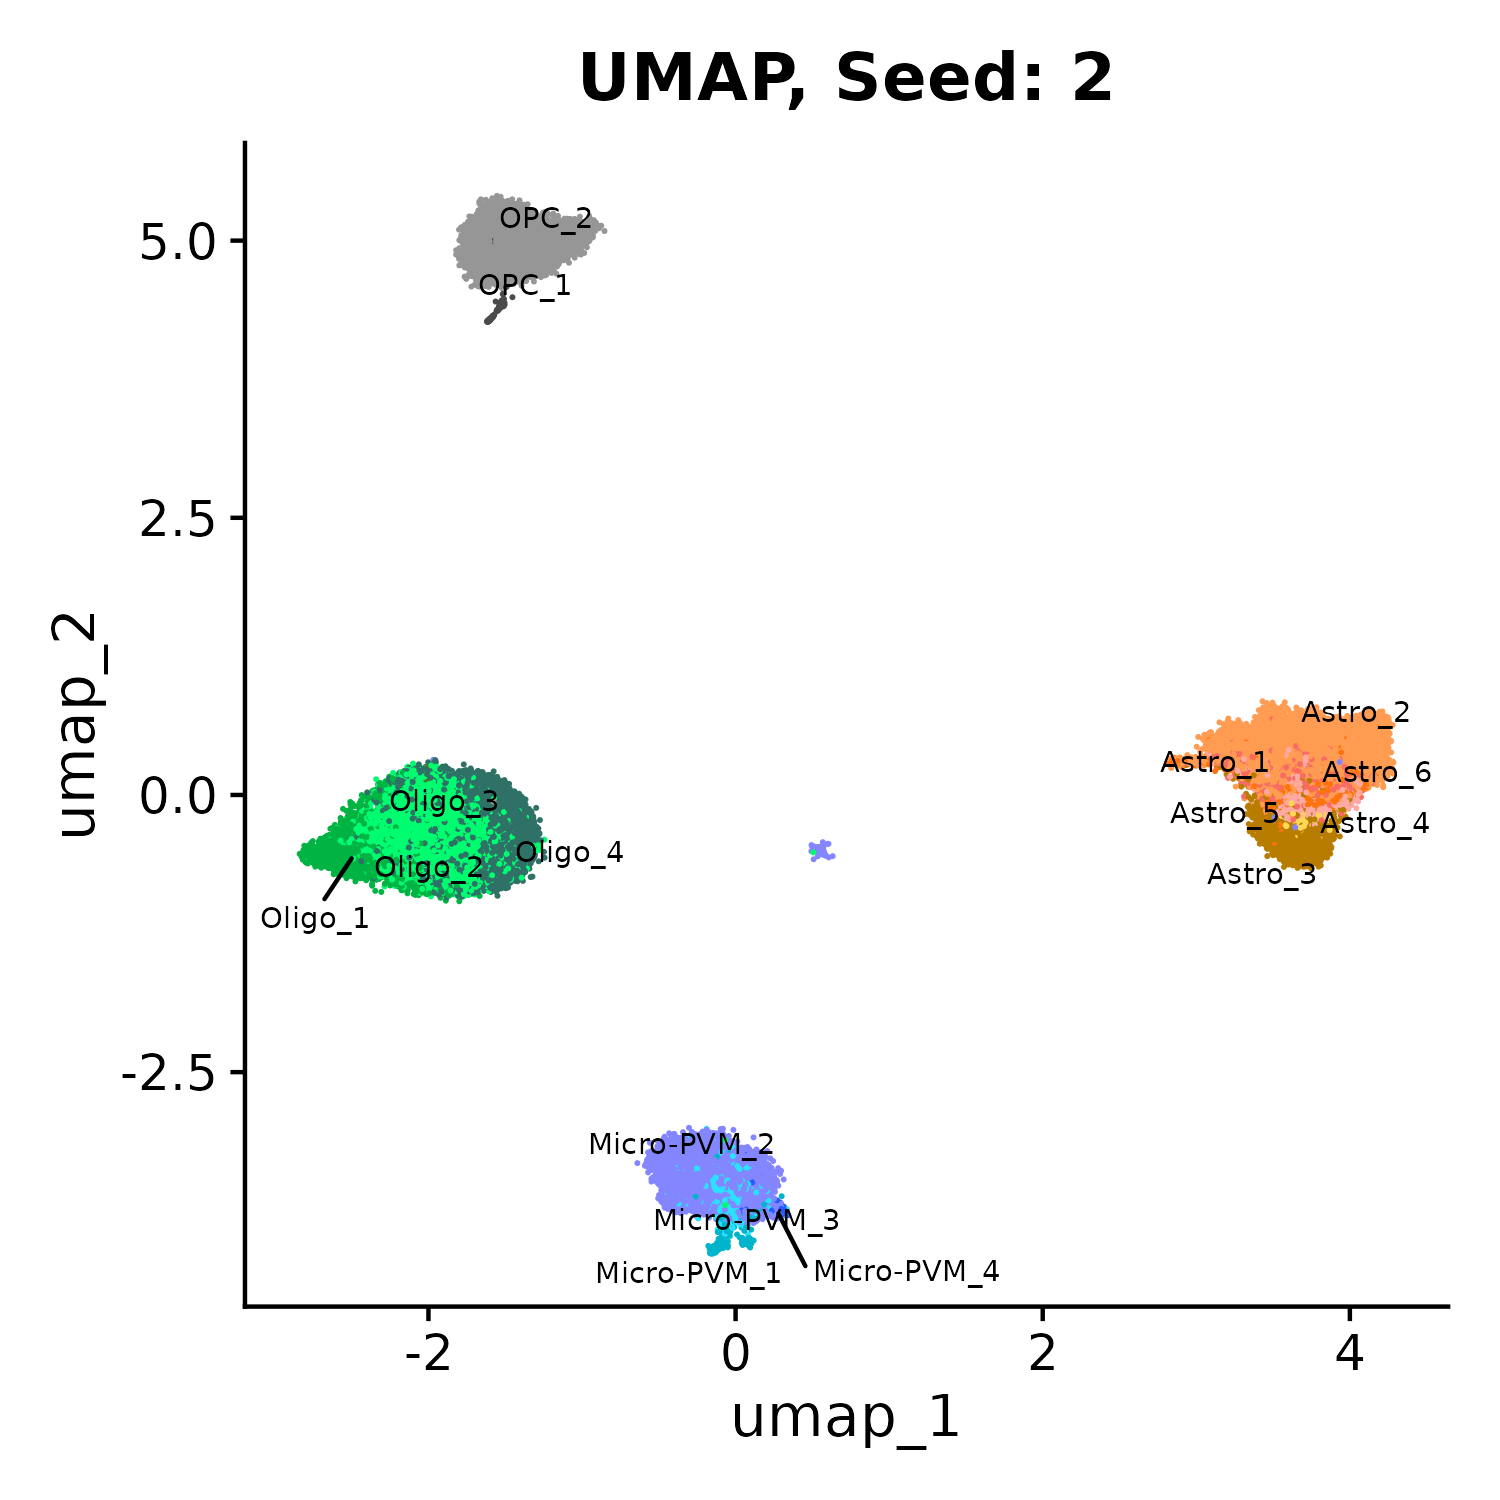 UMAP, Seed: 2
OPC_2
5.0
OPC_1
2.5
umap_2
Astro_2
Astro_1
Astro_6
0.0
Oligo_3
Astro_5
Astro_4
Oligo_4
Oligo_2
Astro_3
Oligo_1
-2.5
Micro-PVM_2
Micro-PVM_3
Micro-PVM_1
Micro-PVM_4
-2
0
2
4
umap_1